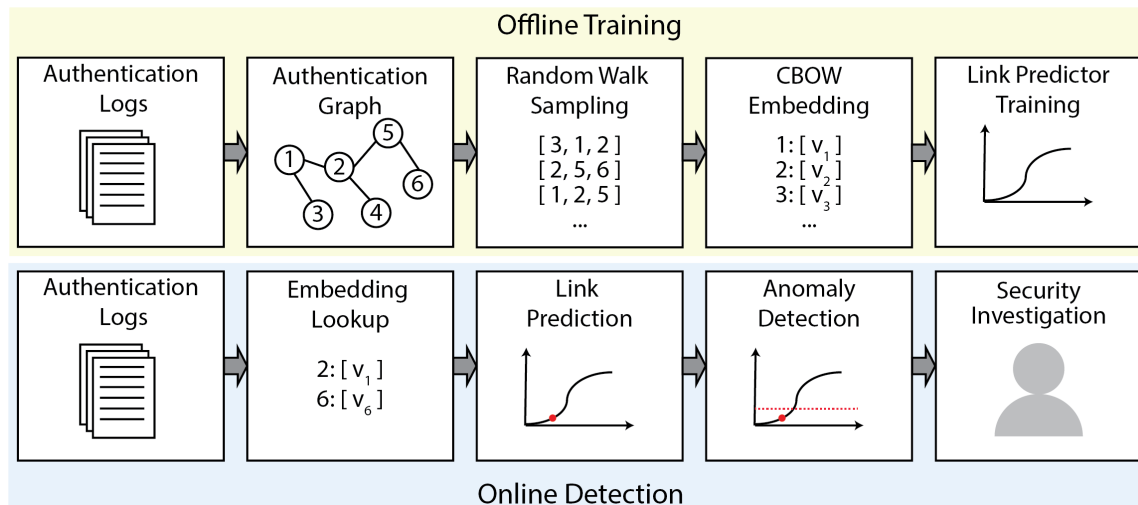 Offline Training
Authentication
Logs
Authentication
Graph
1
2
3
4
5
6
Random Walk
Sampling
[ 3, 1, 2 ]
[ 2, 5, 6 ]
[ 1, 2, 5 ]
...
CBOW
Embedding
1: [ v₁ ]
2: [ v₂ ]
3: [ v₃ ]
...
Link Predictor
Training
Authentication
Logs
Embedding
Lookup
2: [ v₁ ]
6: [ v₆ ]
Link
Prediction
Anomaly
Detection
Security
Investigation
Online Detection